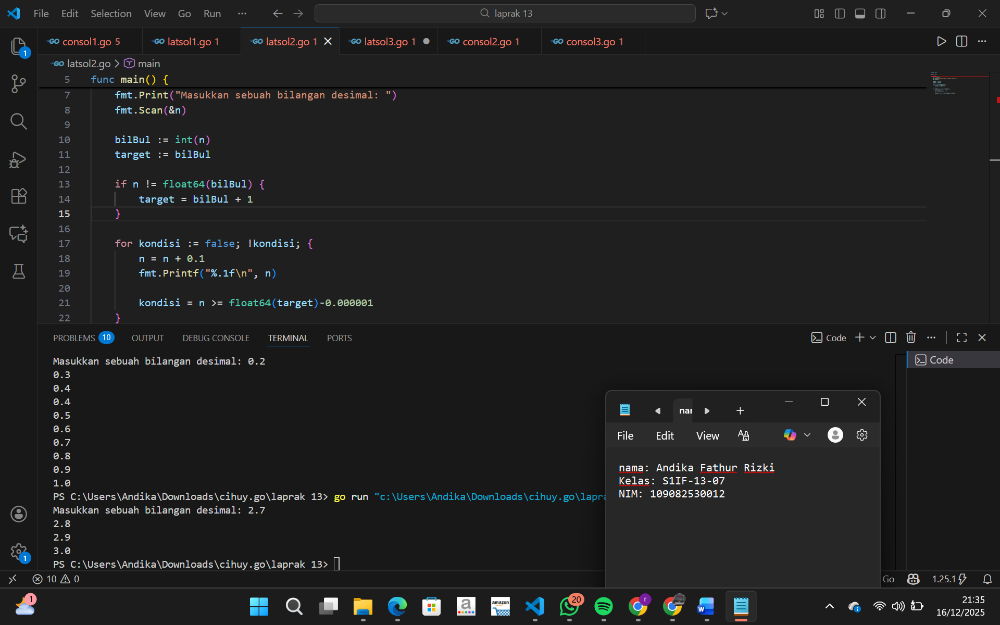 File Edit Selection View Go Run ··· laprak 13
consol1.go 5 latsol1.go 1 latsol2.go 1 latsol3.go 1 consol2.go 1 consol3.go 1
latsol2.go > main
5 func main() {
7 fmt.Print("Masukkan sebuah bilangan desimal: ")
8 fmt.Scan(&n)
9
10 bilBul := int(n)
11 target := bilBul
12
13 if n != float64(bilBul) {
14 target = bilBul + 1
15 }
16
17 for kondisi := false; !kondisi; {
18 n = n + 0.1
19 fmt.Printf("%.1f\n", n)
20
21 kondisi = n >= float64(target)-0.000001
22 }
PROBLEMS 10 OUTPUT DEBUG CONSOLE TERMINAL PORTS Code
Code
Masukkan sebuah bilangan desimal: 0.2
0.3
0.4
0.4
0.5
0.6
0.7
0.8
0.9
1.0
PS C:\Users\Andika\Downloads\cihuy.go\laprak 13> go run "c:\Users\Andika\Downloads\cihuy.go\lapra
Masukkan sebuah bilangan desimal: 2.7
2.8
2.9
3.0
PS C:\Users\Andika\Downloads\cihuy.go\laprak 13>
nar
File Edit View
nama: Andika Fathur Rizki
Kelas: S1IF-13-07
NIM: 109082530012
10 0 Go 1.25.1
1 1 1
amazon
20
21:35
16/12/2025